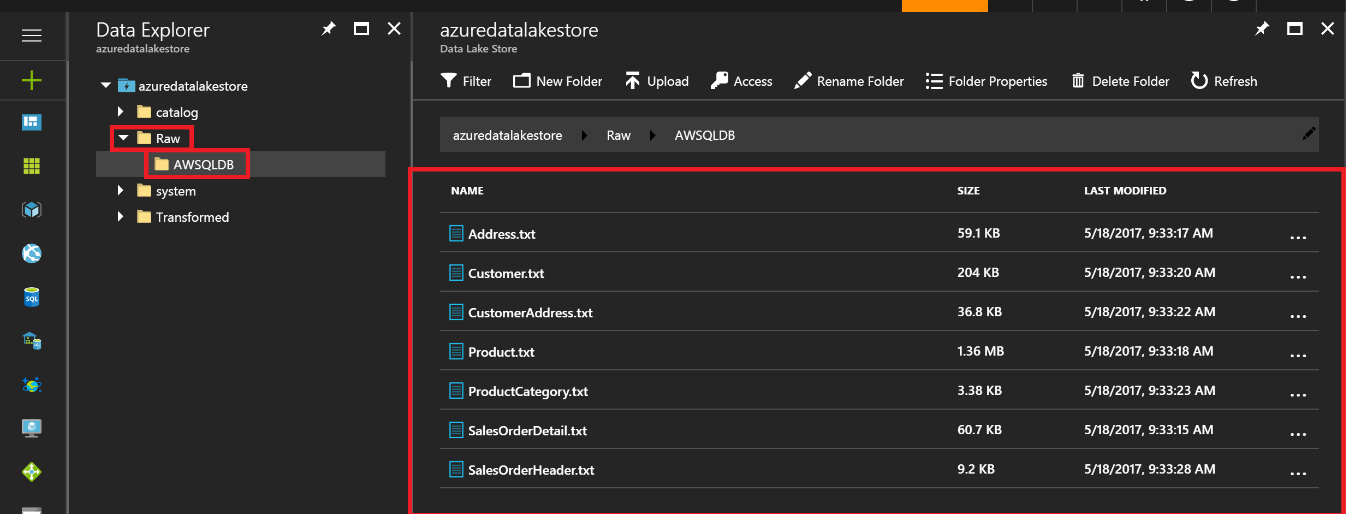 Data Explorer
azuredatalakestore
azuredatalakestore
catalog
Raw
AWSQLDB
system
Transformed
azuredatalakestore
Data Lake Store
Filter New Folder Upload Access Rename Folder Folder Properties Delete Folder Refresh
azuredatalakestore Raw AWSQLDB
NAME SIZE LAST MODIFIED
Address.txt 59.1 KB 5/18/2017, 9:33:17 AM ...
Customer.txt 204 KB 5/18/2017, 9:33:20 AM ...
CustomerAddress.txt 36.8 KB 5/18/2017, 9:33:22 AM ...
Product.txt 1.36 MB 5/18/2017, 9:33:18 AM ...
ProductCategory.txt 3.38 KB 5/18/2017, 9:33:23 AM ...
SalesOrderDetail.txt 60.7 KB 5/18/2017, 9:33:15 AM ...
SalesOrderHeader.txt 9.2 KB 5/18/2017, 9:33:28 AM ...
SQL